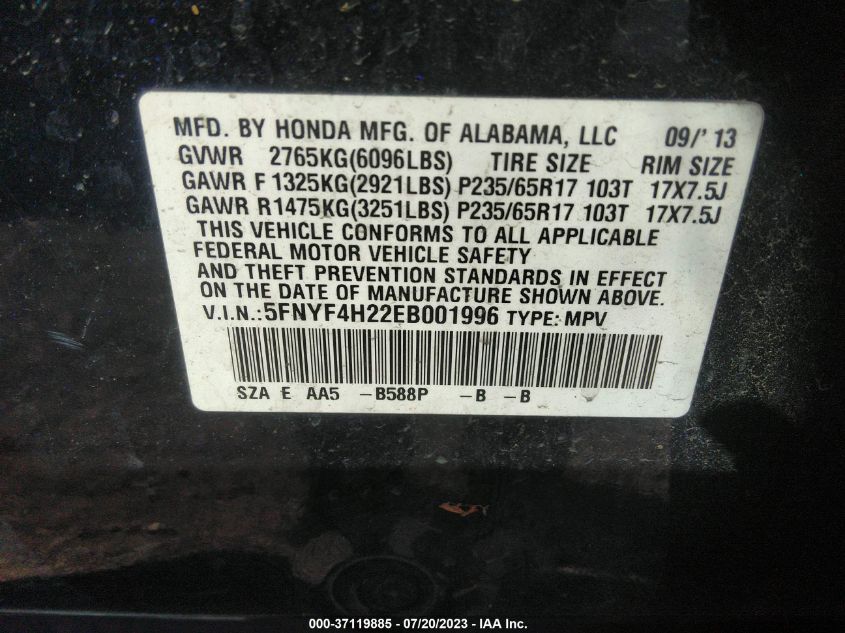 MFD. BY HONDA MFG. OF ALABAMA, LLC 09/'13
GVWR 2765KG(6096LBS) TIRE SIZE RIM SIZE
GAWR F 1325KG(2921LBS) P235/65R17 103T 17X7.5J
GAWR R1475KG(3251LBS) P235/65R17 103T 17X7.5J
THIS VEHICLE CONFORMS TO ALL APPLICABLE
FEDERAL MOTOR VEHICLE SAFETY
AND THEFT PREVENTION STANDARDS IN EFFECT
ON THE DATE OF MANUFACTURE SHOWN ABOVE.
V.I.N.:5FNYF4H22EB001996 TYPE: MPV
SZA E AA5 -B588P -B -B
000-37119885 / 07/20/2023 - IAA Inc.